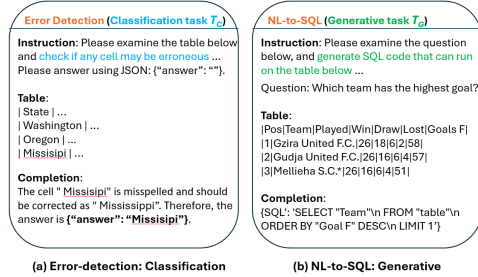 Error Detection (Classification task T_C)
Instruction: Please examine the table below
and check if any cell may be erroneous ...
Please answer using JSON: {“answer”: “”}.
Table:
| State | ...
| Washington | ...
| Oregon | ...
| Missisipi | ...
Completion:
The cell " Missisipi" is misspelled and should
be corrected as " Mississippi". Therefore, the
answer is {“answer”: “Missisipi”}.
(a) Error-detection: Classification
NL-to-SQL (Generative task T_G)
Instruction: Please examine the question
below, and generate SQL code that can run
on the table below ...
Question: Which team has the highest goal?
Table:
|Pos|Team|Played|Win|Draw|Lost|Goals F|
|1|Gzira United F.C.|26|18|6|2|58|
|2|Gudja United F.C.|26|16|6|4|57|
|3|Mellieha S.C.*|26|16|6|4|51|
Completion:
{SQL': 'SELECT "Team"\n FROM "table"\n
ORDER BY "Goal F" DESC\n LIMIT 1'}
(b) NL-to-SQL: Generative